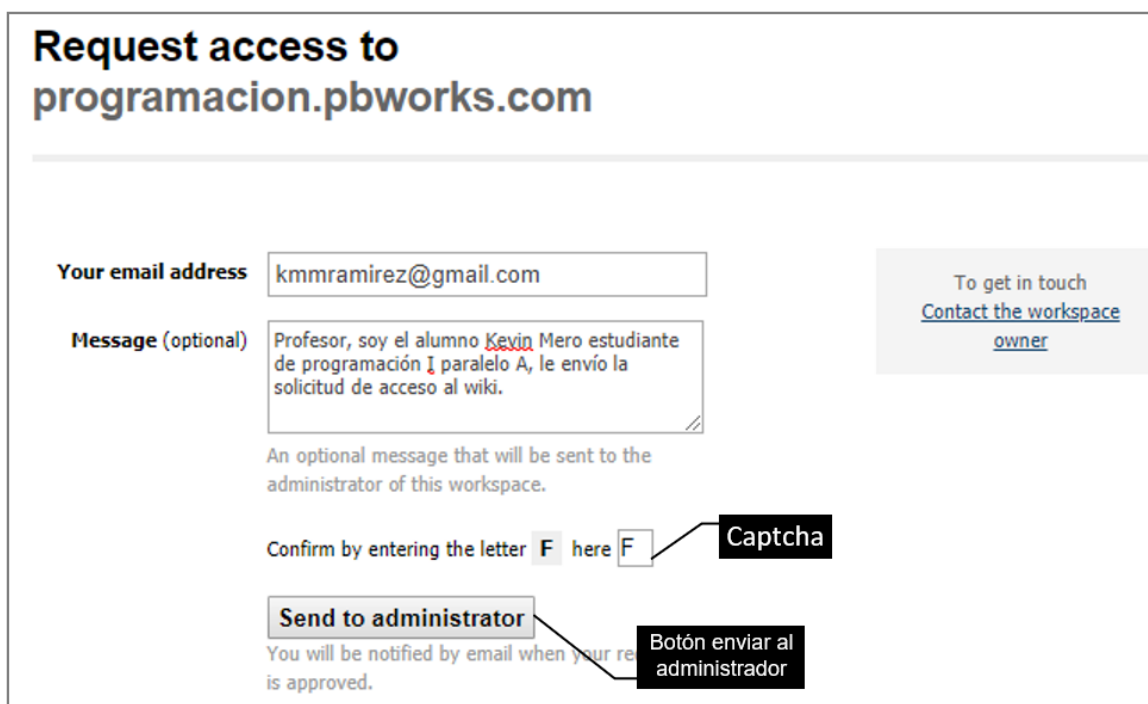 Request access to
programacion.pbworks.com
Your email address
kmmramirez@gmail.com
To get in touch
Contact the workspace
owner
Message (optional)
Profesor, soy el alumno Kevin Mero estudiante
de programación I paralelo A, le envío la
solicitud de acceso al wiki.
An optional message that will be sent to the
administrator of this workspace.
Confirm by entering the letter F here F
Captcha
Send to administrator
Botón enviar al
administrador
You will be notified by email when your
is approved.